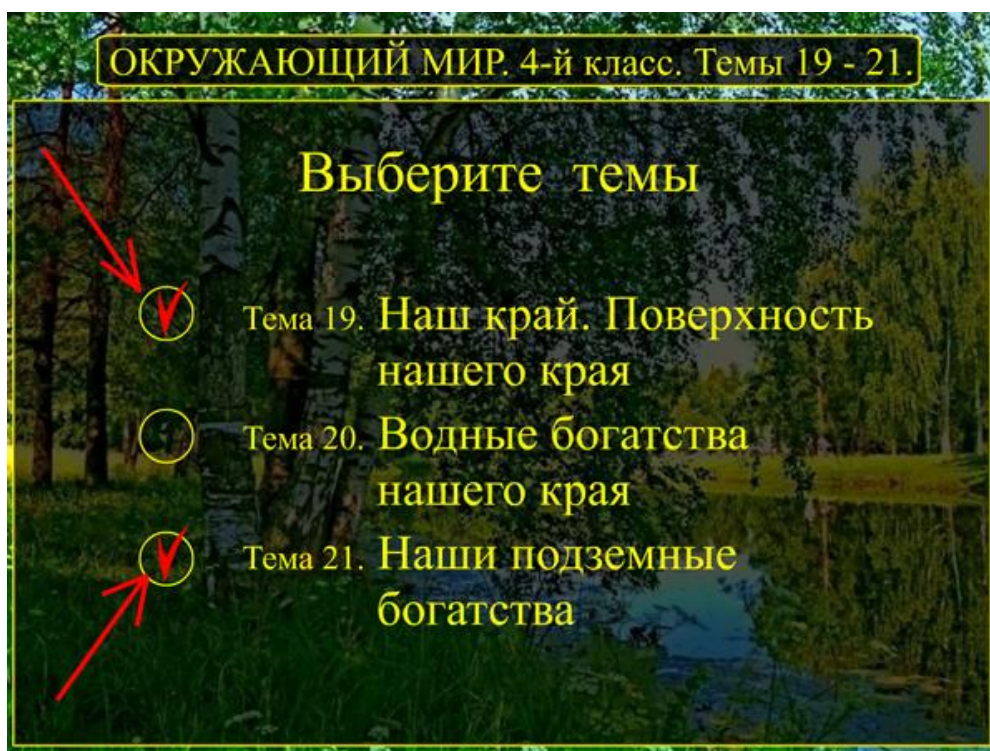 ОКРУЖАЮЩИЙ МИР. 4-й класс. Темы 19 - 21.
Выберите темы
Тема 19. Наш край. Поверхность
нашего края
Тема 20. Водные богатства
нашего края
Тема 21. Наши подземные
богатства